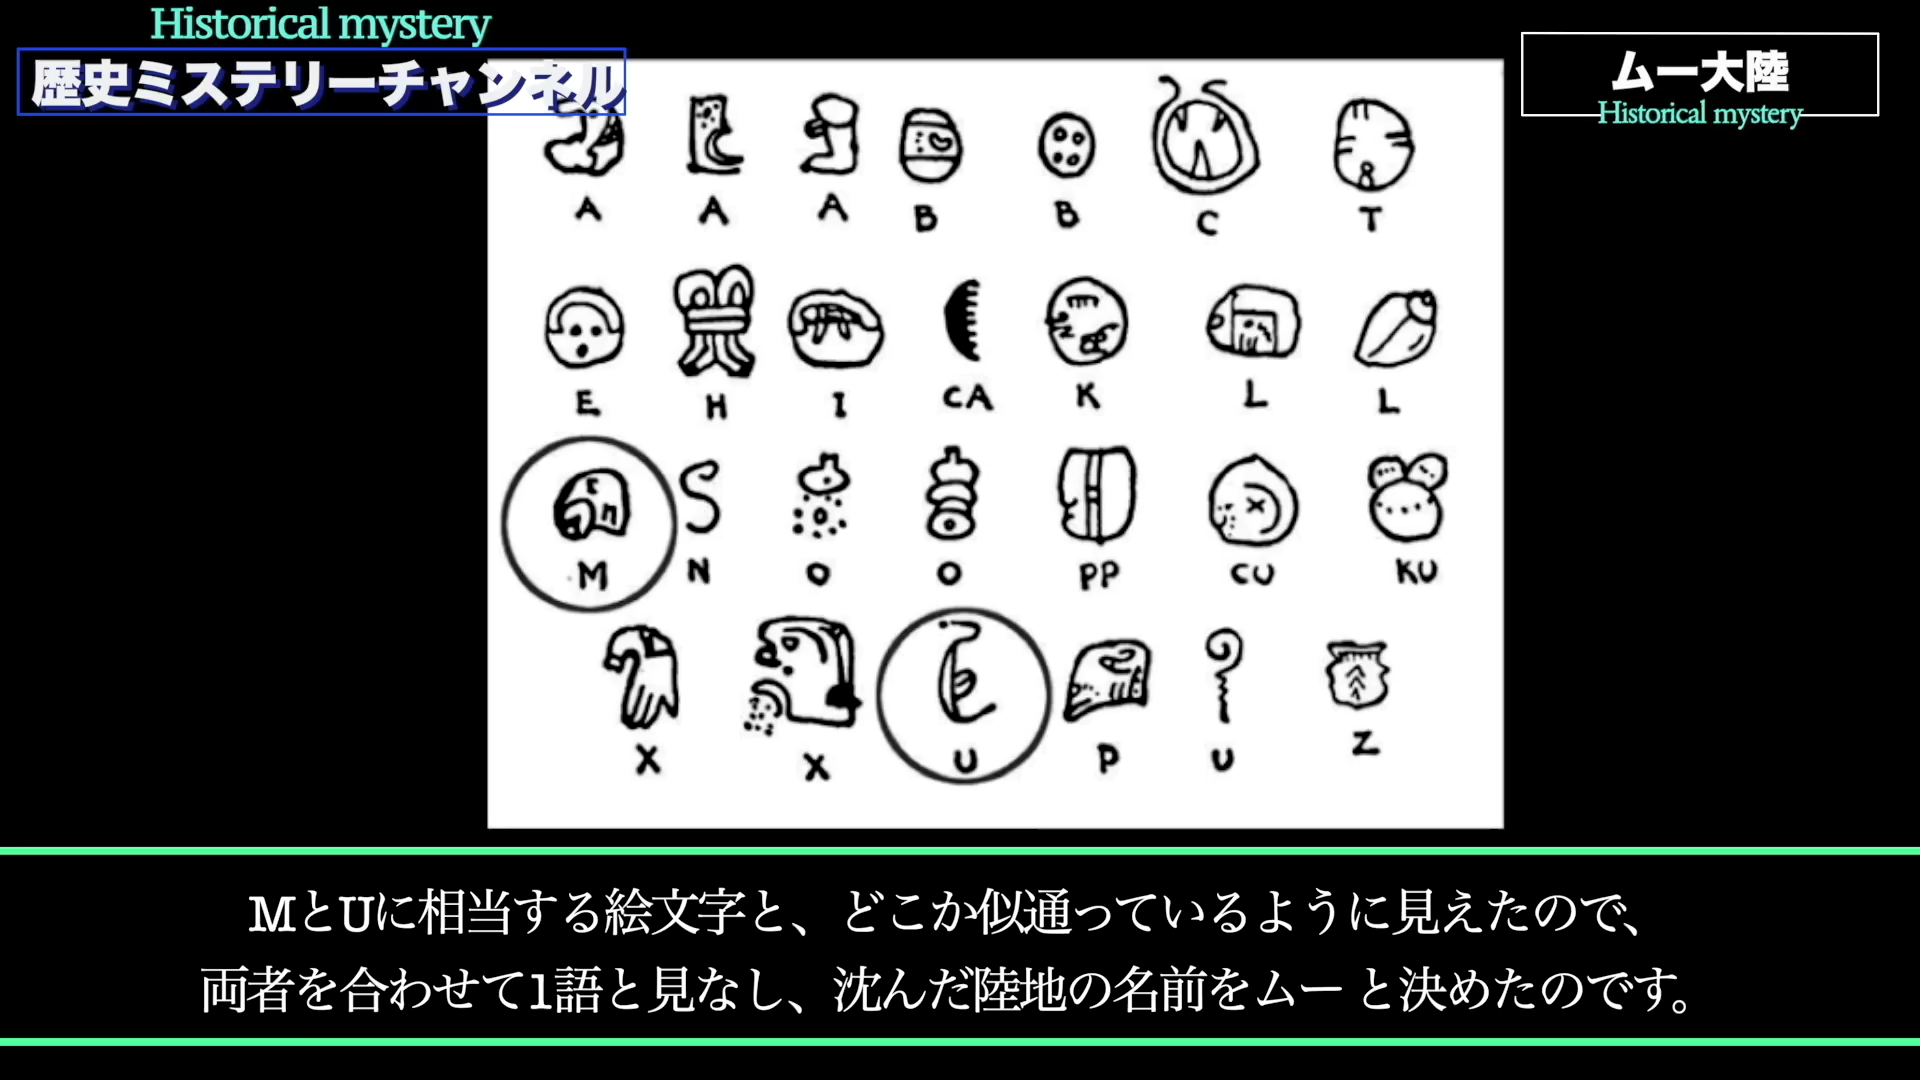 Historical mystery
歴史ミステリーチャンネル
ムー大陸
Historical mystery
A A A B B C T
E H I CA K L L
M N O O PP CU KU
X X U P U Z
MとUに相当する絵文字と、どこか似通っているように見えたので、
両者を合わせて1語と見なし、沈んだ陸地の名前をムー と決めたのです。